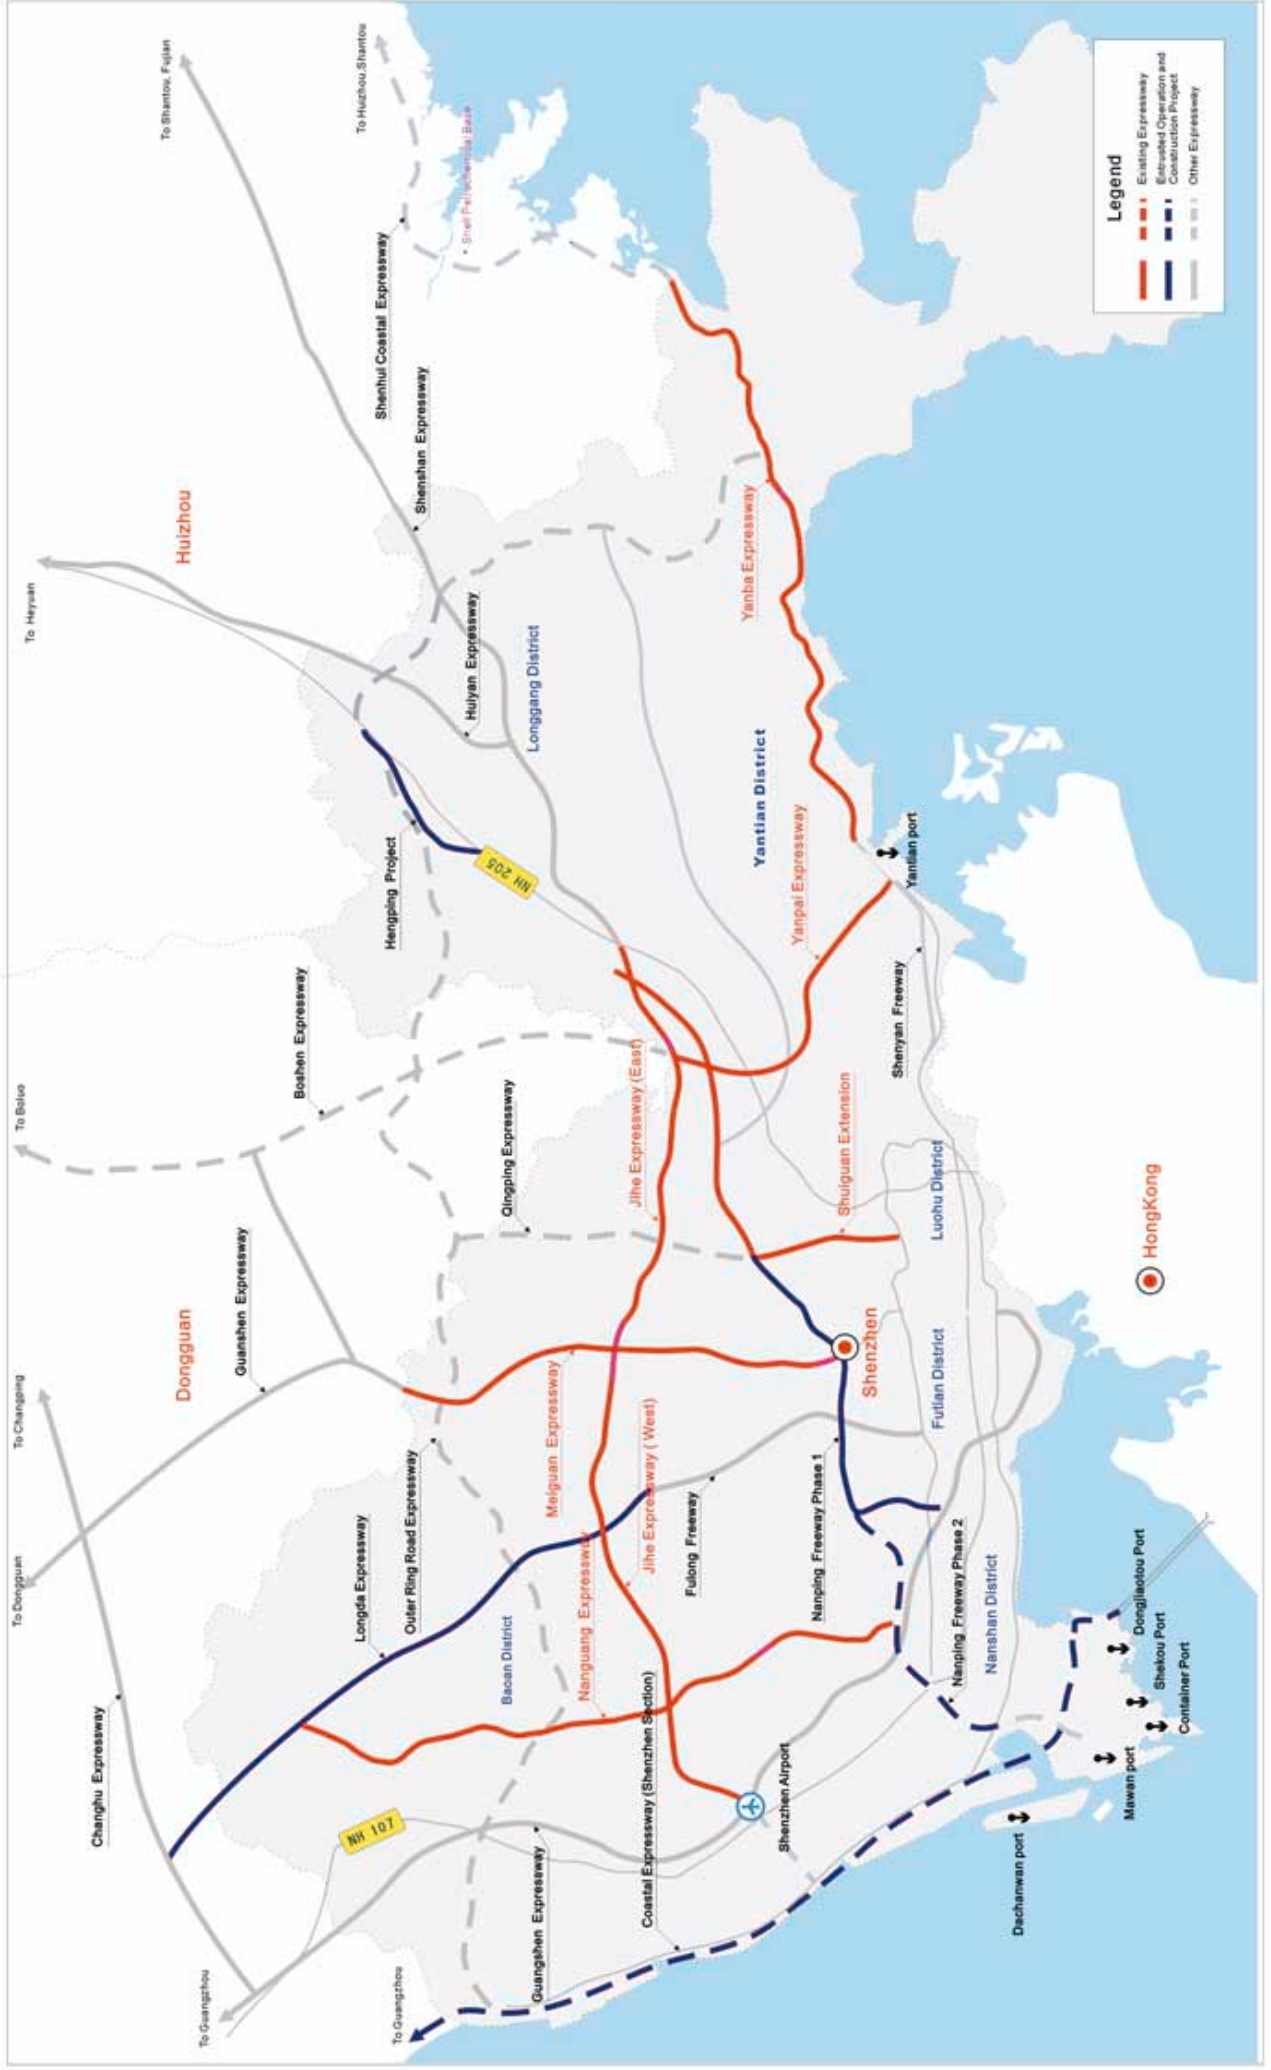 To Dongguan
To Changping
To Boluo
To Heyuan
Changhu Expressway
To Shantou, Fujian
Dongguan
Huizhou
To Guangzhou
Guanshen Expressway
Boshen Expressway
Longda Expressway
NH 107
To Huizhou,Shantou
Shenhui Coastal Expressway
Hengping Project
To Guangzhou
Outer Ring Road Expressway
Shenshan Expressway
Shell Petrochemical Base
Huiyan Expressway
NH 205
Baoan District
Qingping Expressway
Longgang District
Guangshen Expressway
Meiguan Expressway
Nanguang Expressway
Jihe Expressway (East)
Coastal Expressway (Shenzhen Section)
Jihe Expressway ( West)
Fulong Freeway
Yanba Expressway
Yantian District
Shenzhen Airport
Yanpai Expressway
Nanping Freeway Phase 1
Shuiguan Extension
Shenzhen
Shenyan Freeway
Yantian port
Futian District
Luohu District
Nanping Freeway Phase 2
Nanshan District
Dachanwan port
Mawan port
Dongjiaotou Port
Shekou Port
Container Port
HongKong
Legend
Existing Expressway
Entrusted Operation and
Construction Project
Other Expressway